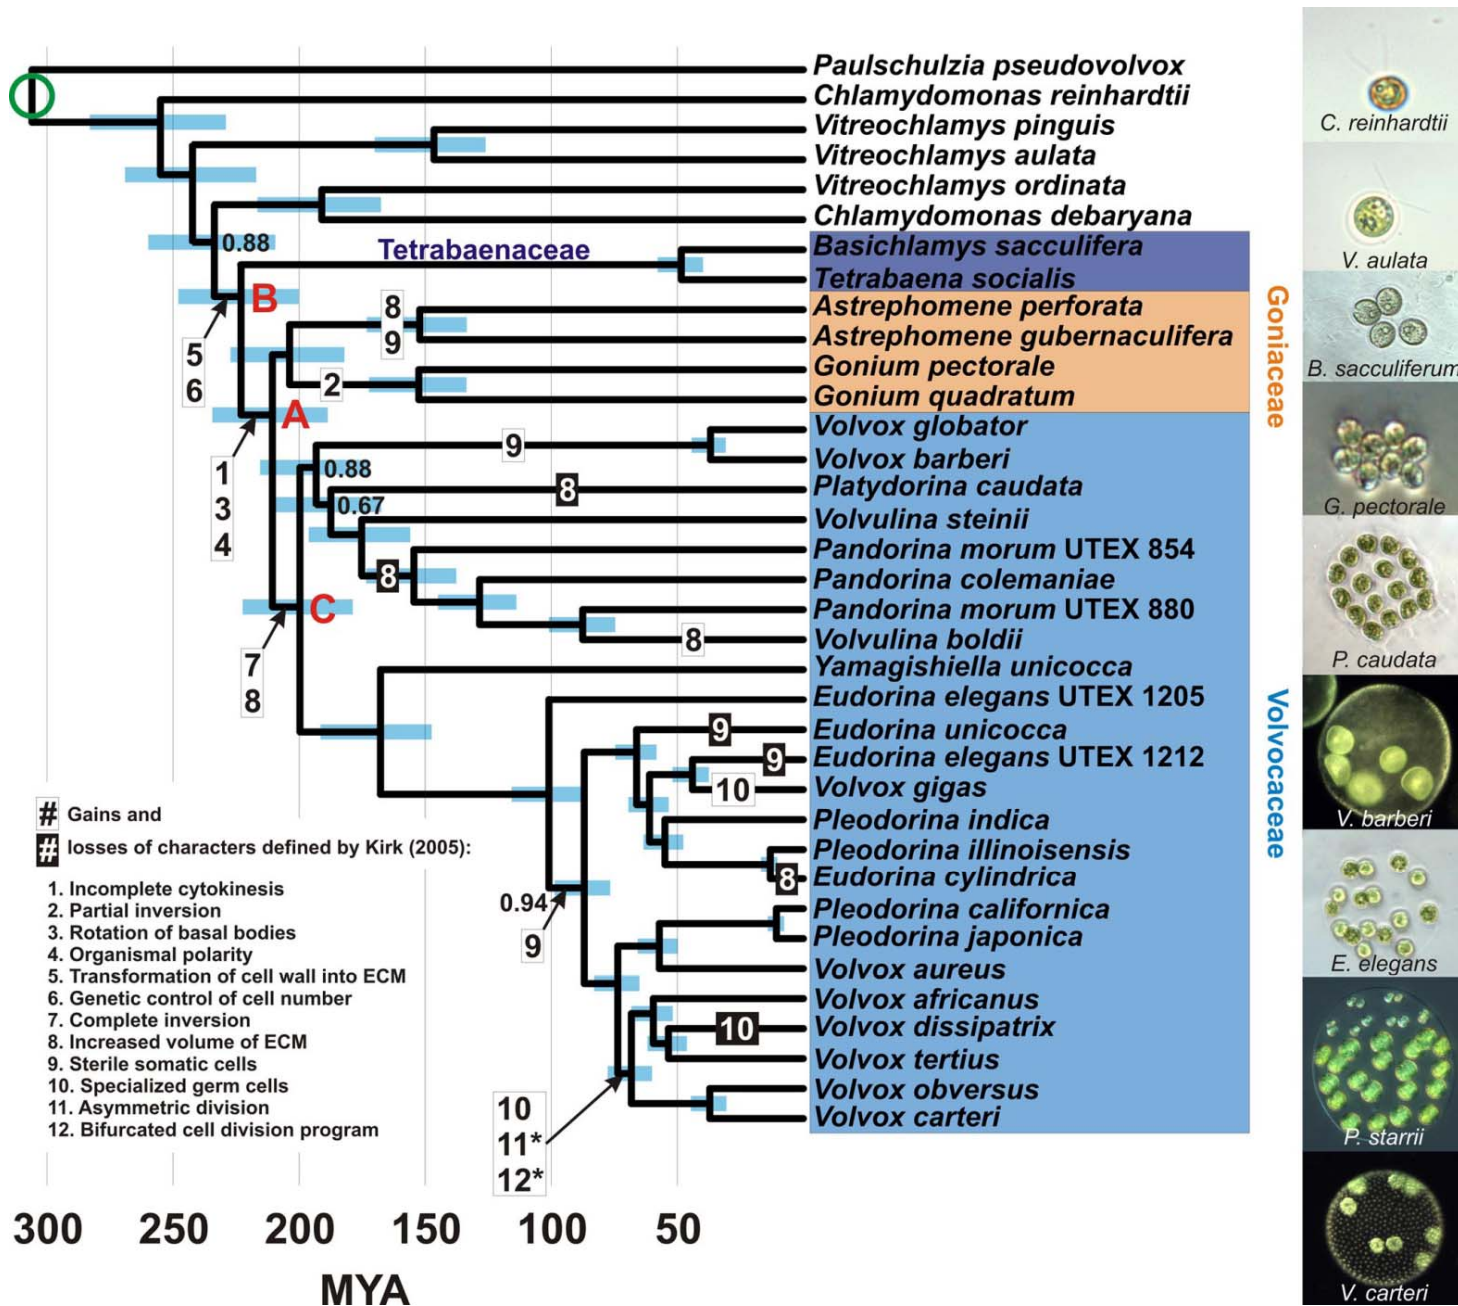 Paulschulzia pseudovolvox
Chlamydomonas reinhardtii
Vitreochlamys pinguis
Vitreochlamys aulata
Vitreochlamys ordinata
Chlamydomonas debaryana
0.88
Tetrabaenaceae
Basichlamys sacculifera
Tetrabaena socialis
B
5
6
8
9
Astrephomene perforata
Astrephomene gubernaculifera
2
Gonium pectorale
Gonium quadratum
A
1
3
4
9
Volvox globator
Volvox barberi
0.88
8
Platydorina caudata
0.67
Volvulina steinii
Pandorina morum UTEX 854
8
Pandorina colemaniae
Pandorina morum UTEX 880
C
8
Volvulina boldii
7
8
Yamagishiella unicocca
Eudorina elegans UTEX 1205
9
Eudorina unicocca
9
Eudorina elegans UTEX 1212
10
Volvox gigas
Pleodorina indica
Pleodorina illinoisensis
8
Eudorina cylindrica
0.94
9
Pleodorina californica
Pleodorina japonica
Volvox aureus
Volvox africanus
10
Volvox dissipatrix
Volvox tertius
Volvox obversus
Volvox carteri
10
11*
12*
Goniaceae
Volvocaceae
# Gains and
# losses of characters defined by Kirk (2005):
1. Incomplete cytokinesis
2. Partial inversion
3. Rotation of basal bodies
4. Organismal polarity
5. Transformation of cell wall into ECM
6. Genetic control of cell number
7. Complete inversion
8. Increased volume of ECM
9. Sterile somatic cells
10. Specialized germ cells
11. Asymmetric division
12. Bifurcated cell division program
300 250 200 150 100 50
MYA
C. reinhardtii
V. aulata
B. sacculiferum
G. pectorale
P. caudata
V. barberi
E. elegans
P. starrii
V. carteri